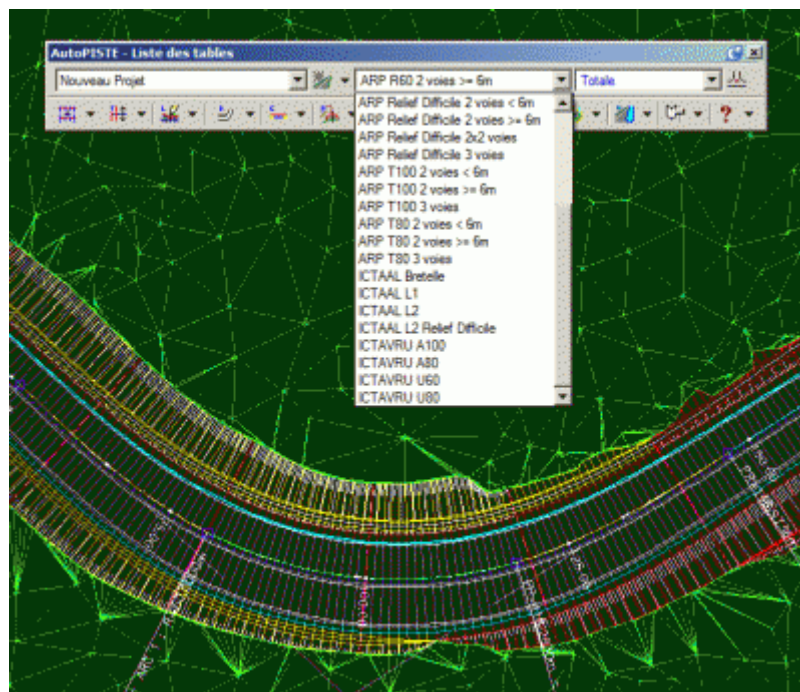 AutoPISTE - Liste des tables
Nouveau Projet
ARP R60 2 voies >= 6m
Totale
ARP Relief Difficile 2 voies < 6m
ARP Relief Difficile 2 voies >= 6m
ARP Relief Difficile 2x2 voies
ARP Relief Difficile 3 voies
ARP T100 2 voies < 6m
ARP T100 2 voies >= 6m
ARP T100 3 voies
ARP T80 2 voies < 6m
ARP T80 2 voies >= 6m
ARP T80 3 voies
ICTAAL Bretelle
ICTAAL L1
ICTAAL L2
ICTAAL L2 Relief Difficile
ICTAVRU A100
ICTAVRU A80
ICTAVRU U60
ICTAVRU U80